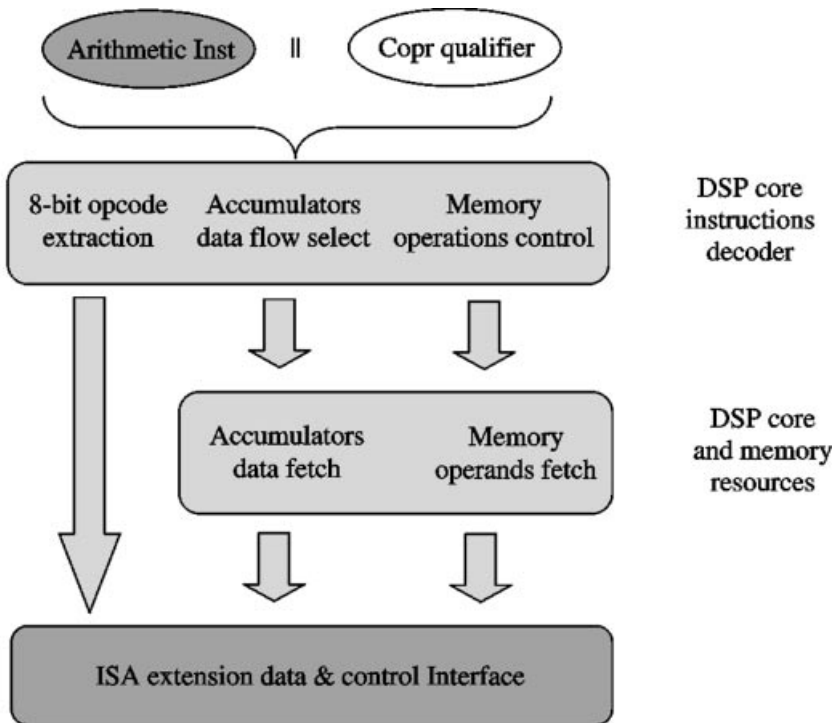 Arithmetic Inst || Copr qualifier
8-bit opcode extraction
Accumulators data flow select
Memory operations control
DSP core instructions decoder
Accumulators data fetch
Memory operands fetch
DSP core and memory resources
ISA extension data & control Interface